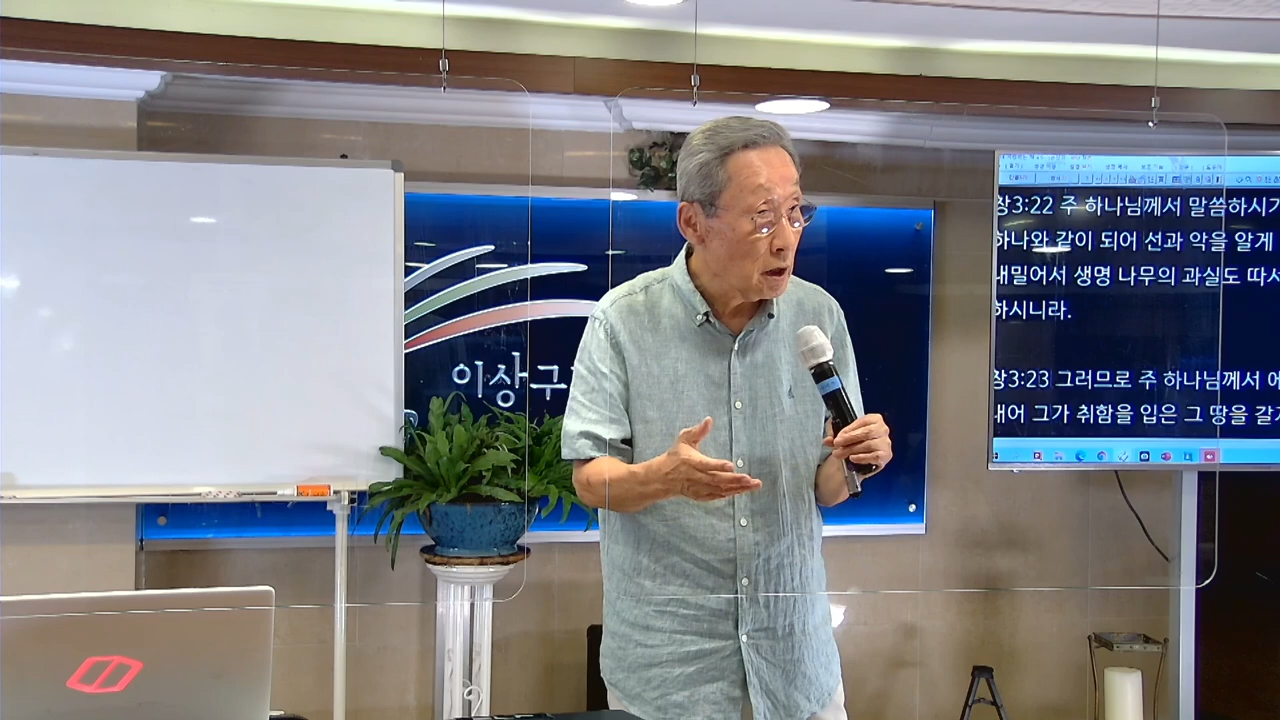 이상구
창3:22 주 하나님께서 말씀하시기
하나와 같이 되어 선과 악을 알게
내밀어서 생명 나무의 과실도 따서
하시니라.
창3:23 그러므로 주 하나님께서 에
내어 그가 취함을 입은 그 땅을 갈